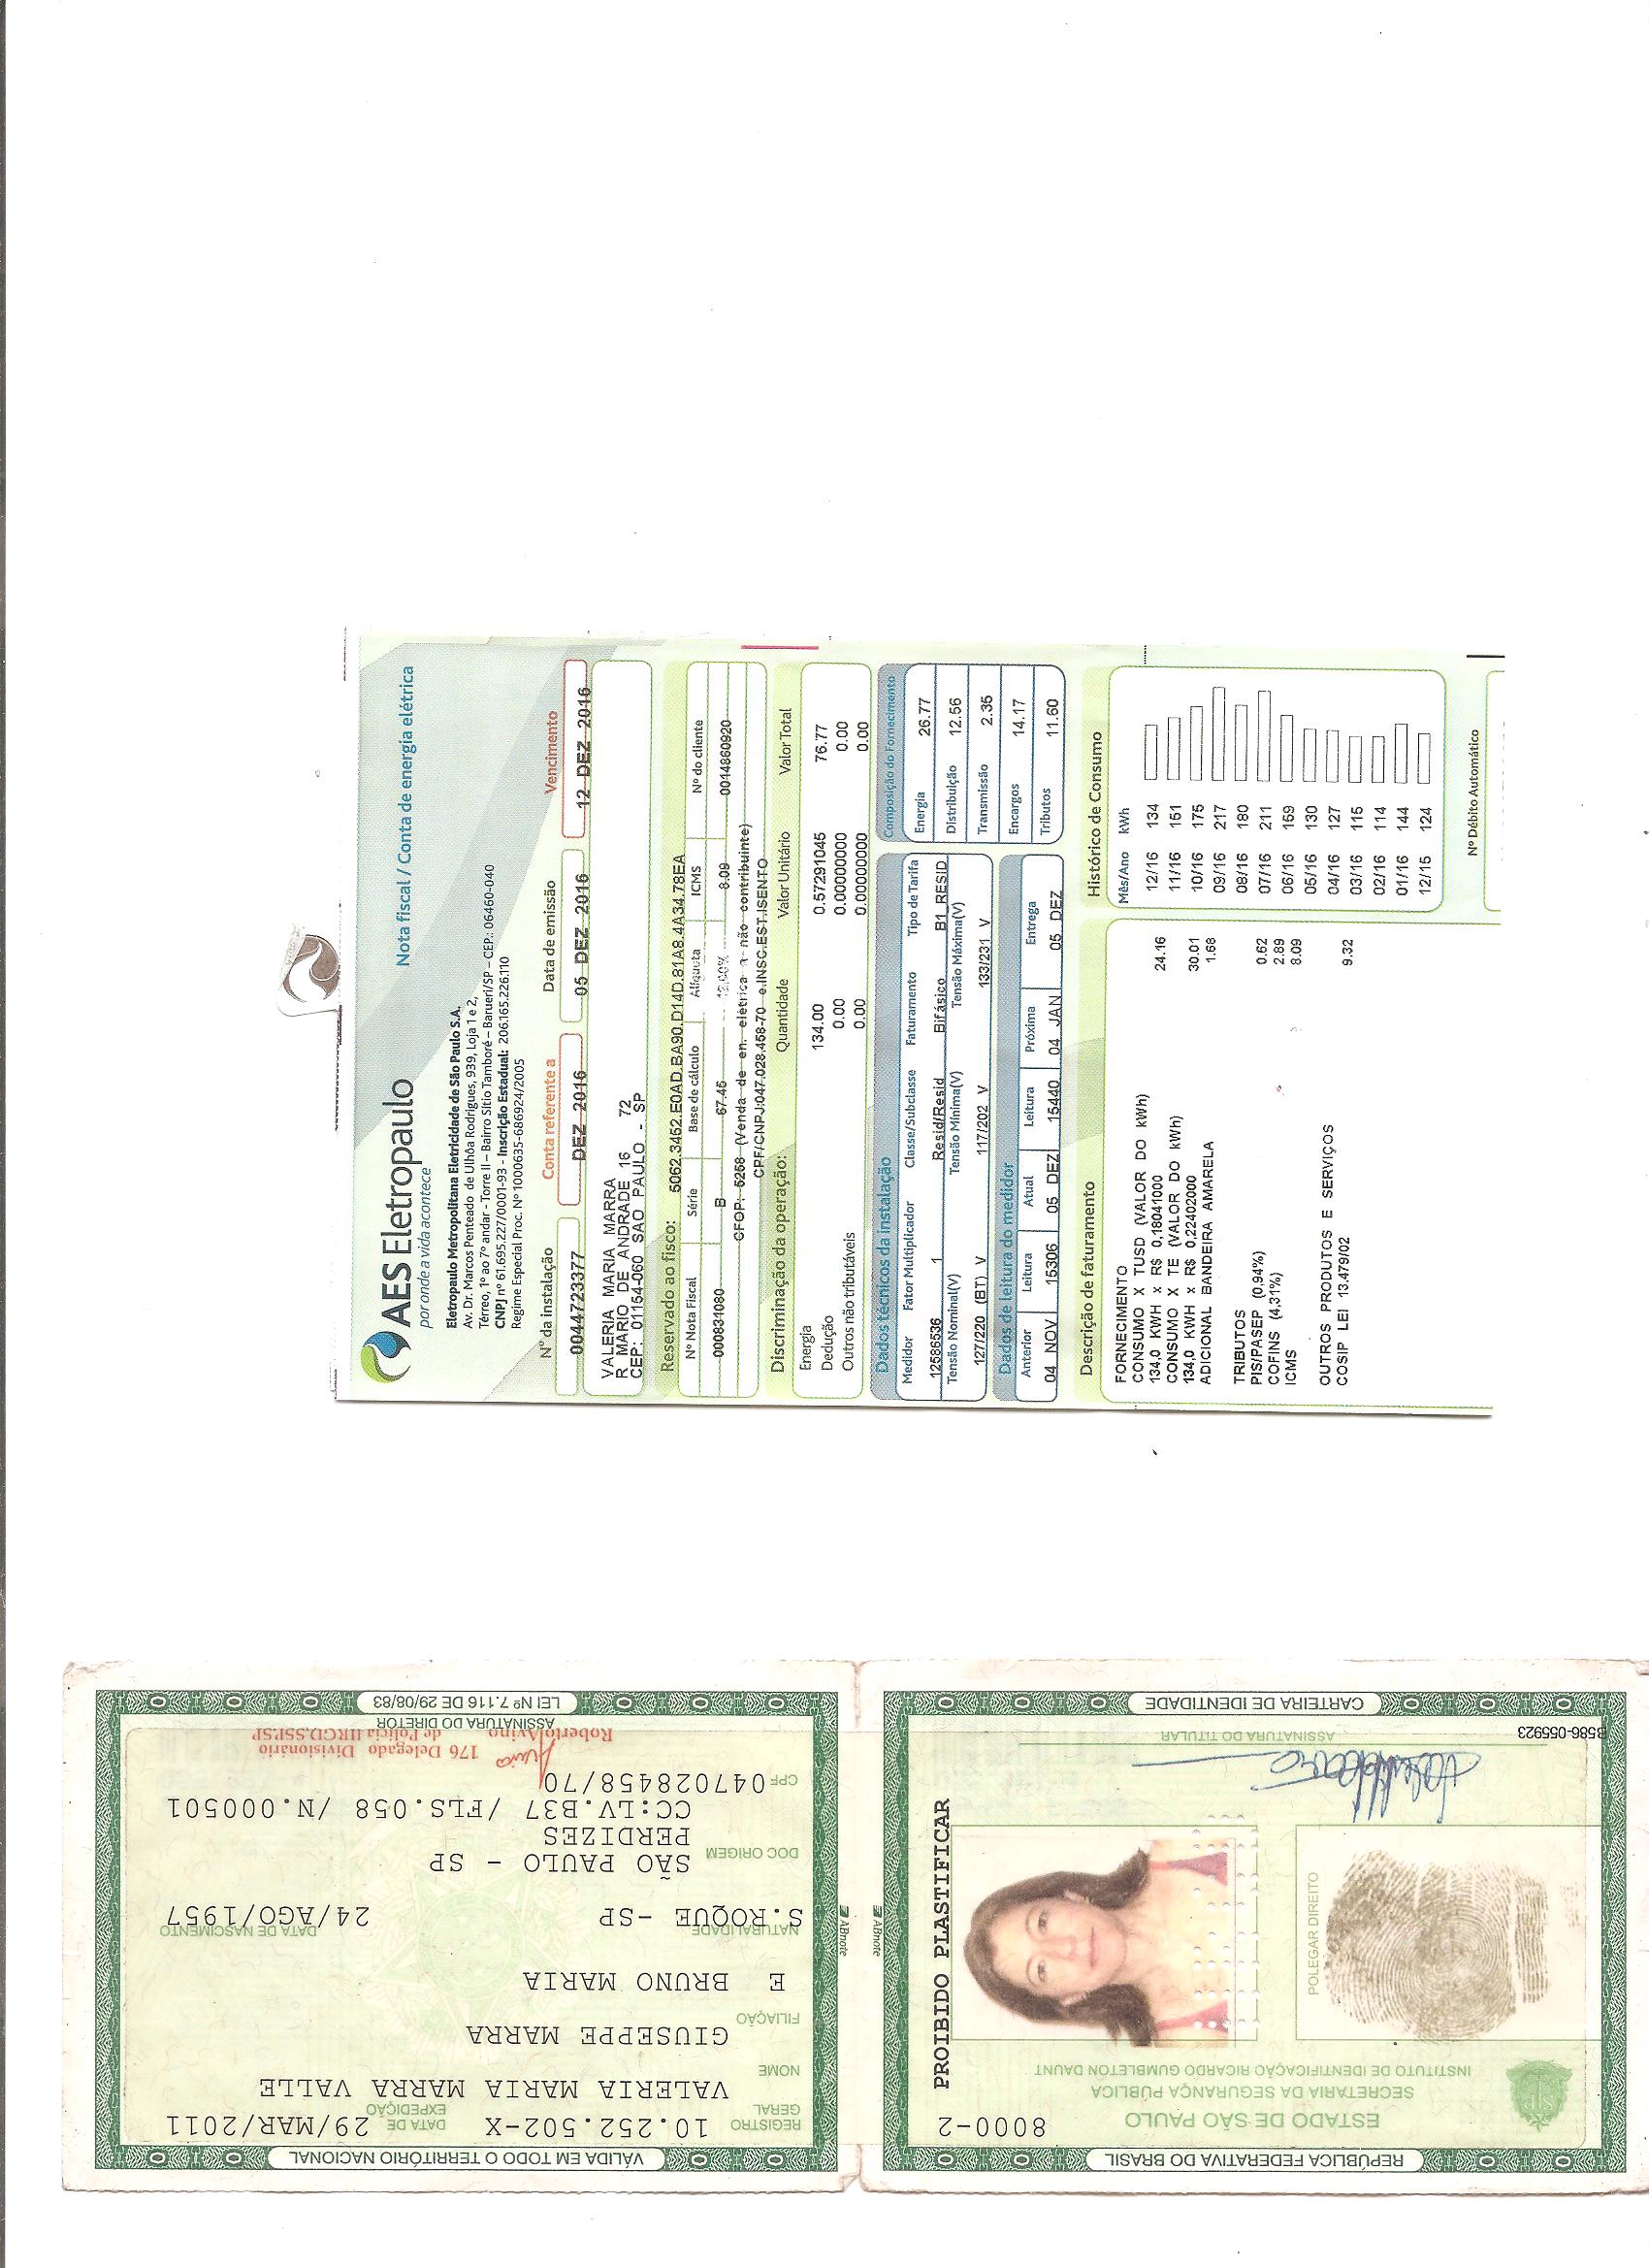 AES Eletropaulo
por onde a vida acontece
Nota fiscal / Conta de energia elétrica
Eletropaulo Metropolitana Eletricidade de São Paulo S.A.
Av. Dr. Marcos Penteado de Ulhôa Rodrigues, 939, Loja 1 e 2,
Térreo, 1º ao 7º andar - Torre II – Bairro Sítio Tamboré – Barueri/SP – CEP.: 06460-040
CNPJ nº 61.695.227/0001-93 - Inscrição Estadual: 206.165.226.110
Regime Especial Proc. Nº 1000635-686924/2005
Nº da instalação Conta referente a Data de emissão Vencimento
0044723377 DEZ 2016 05 DEZ 2016 12 DEZ 2016
VALERIA MARIA MARRA
R MARIO DE ANDRADE 16 72
CEP: 01154-060 SAO PAULO - SP
Reservado ao fisco: 5062.3452.E0AD.BA90.D14D.81A8.4A34.78EA
Nº Nota Fiscal Série Base de cálculo Alíquota ICMS Nº do cliente
000831080 B 67.45 12,00% 8.09 0014860920
CFOP: 5258 (Venda de en. elétrica a não contribuinte)
CPF/CNPJ:047.028.458-70 e.INSC.EST.ISENTO
Discriminação da operação: Quantidade Valor Unitário Valor Total
Energia 134.00 0.57291045 76.77
Dedução 0.00 0.00000000 0.00
Outros não tributáveis 0.00 0.00000000 0.00
Dados técnicos da instalação
Medidor Fator Multiplicador Classe/Subclasse Faturamento Tipo de Tarifa
12586536 1 Resid/Resid Bifásico B1_RESID
Tensão Nominal(V) Tensão Mínima(V) Tensão Máxima(V)
127/220 (BT) V 117/202 V 133/231 V
Dados de leitura do medidor
Anterior Leitura Atual Leitura Próxima Entrega
04 NOV 15306 05 DEZ 15440 04 JAN 05 DEZ
Composição do Fornecimento
Energia 26.77
Distribuição 12.56
Transmissão 2.35
Encargos 14.17
Tributos 11.60
Descrição de faturamento
FORNECIMENTO
CONSUMO X TUSD (VALOR DO kWh)
134,0 KWH x R$ 0,18041000 24.16
CONSUMO X TE (VALOR DO kWh)
134,0 KWH x R$ 0,22402000 30.01
ADICIONAL BANDEIRA AMARELA 1.68
TRIBUTOS
PIS/PASEP (0,94%) 0.62
COFINS (4,31%) 2.89
ICMS 8.09
OUTROS PRODUTOS E SERVIÇOS
COSIP LEI 13.479/02 9.32
Histórico de Consumo
Mês/Ano kWh
12/16 134
11/16 151
10/16 175
09/16 217
08/16 180
07/16 211
06/16 159
05/16 130
04/16 127
03/16 115
02/16 114
01/16 144
12/15 124
Nº Débito Automático
VÁLIDA EM TODO O TERRITÓRIO NACIONAL
REGISTRO GERAL 10.252.502-X DATA DE EXPEDIÇÃO 29/MAR/2011
NOME
VALERIA MARIA MARRA VALLE
FILIAÇÃO
GIUSEPPE MARRA
E BRUNO MARIA
NATURALIDADE DATA DE NASCIMENTO
S.ROQUE -SP 24/AGO/1957
DOC ORIGEM
SÃO PAULO - SP
PERDIZES
CC:LV.B37 /FLS.058 /N.000501
CPF 047028458/70
176 Delegado Divisionário
Roberto Avino de Polícia IIRGD.SSP.SP
ASSINATURA DO DIRETOR
LEI Nº 7.116 DE 29/08/83
ABnote
ABnote
REPÚBLICA FEDERATIVA DO BRASIL
ESTADO DE SÃO PAULO
8000-2
SECRETARIA DA SEGURANÇA PÚBLICA
INSTITUTO DE IDENTIFICAÇÃO RICARDO GUMBLETON DAUNT
PROIBIDO PLASTIFICAR
POLEGAR DIREITO
ASSINATURA DO TITULAR
B586-055923
CARTEIRA DE IDENTIDADE